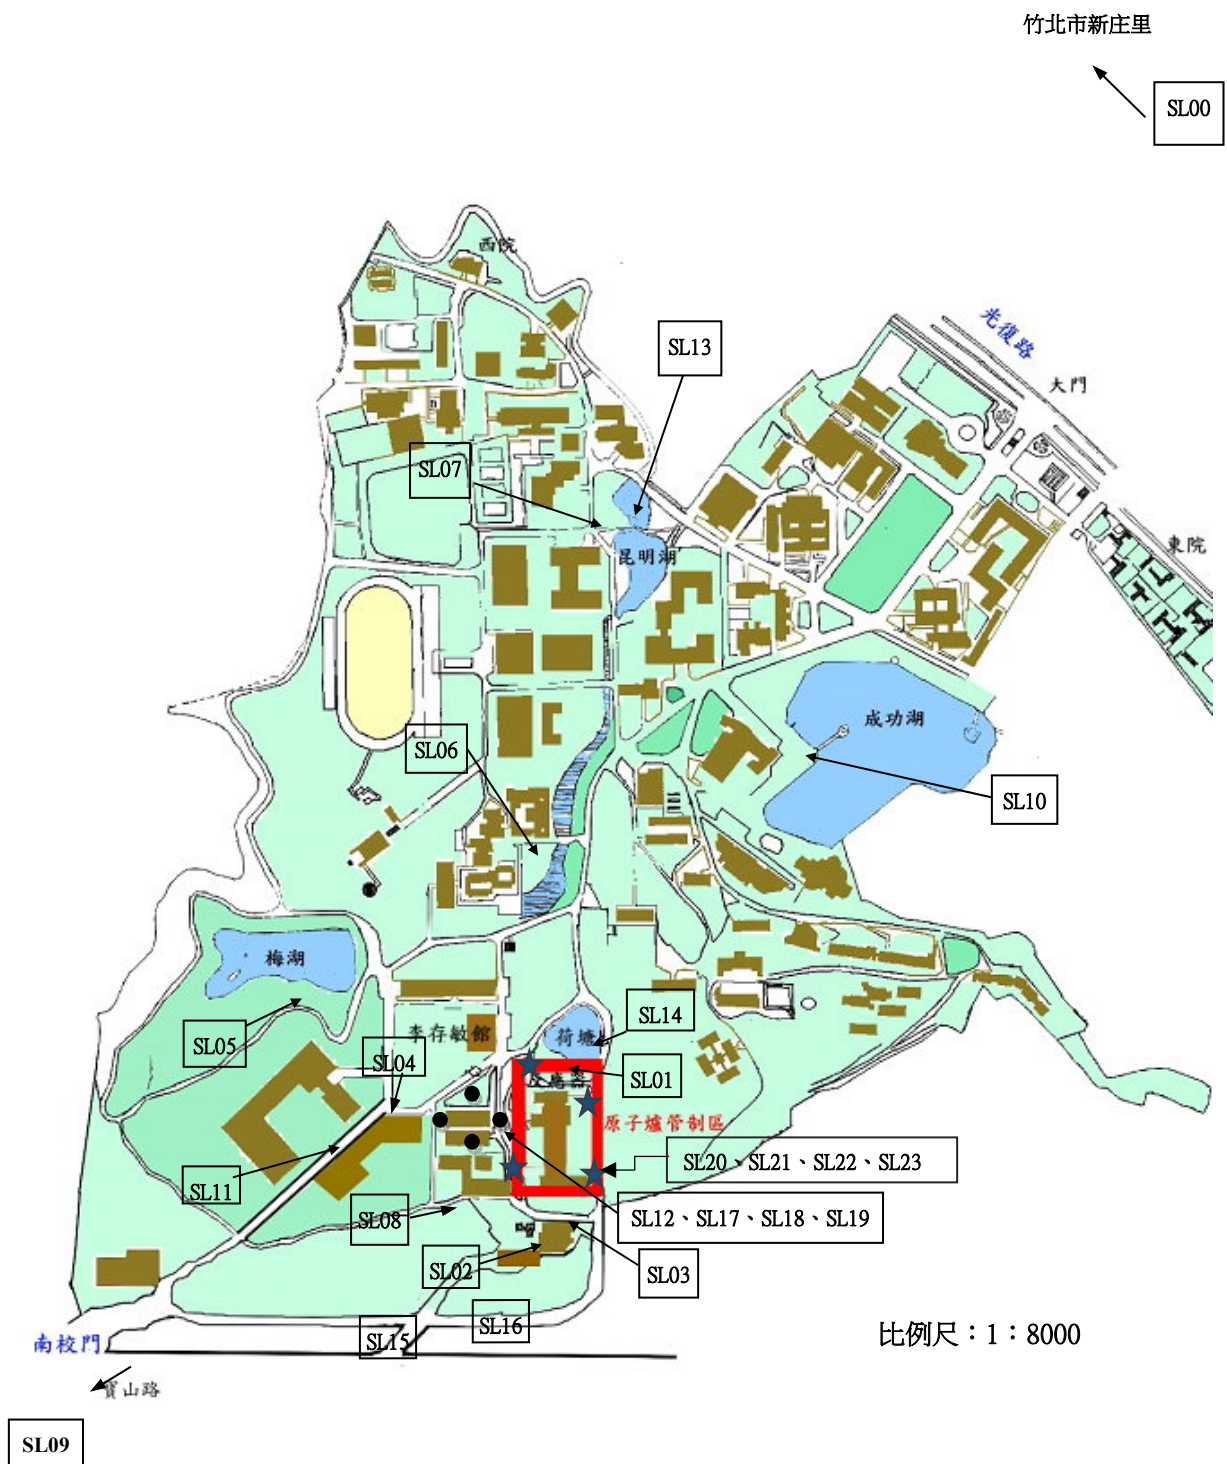 竹北市新庄里
SL00
西院
光復路
SL13
大門
SL07
東院
昆明湖
成功湖
SL06
SL10
梅湖
SL14
李存敏館
荷塘
SL05
SL04
SL01
反應器
原子爐管制區
SL20、SL21、SL22、SL23
SL11
SL08
SL12、SL17、SL18、SL19
SL02
SL03
SL16
SL15
比例尺：1：8000
南校門
寶山路
SL09